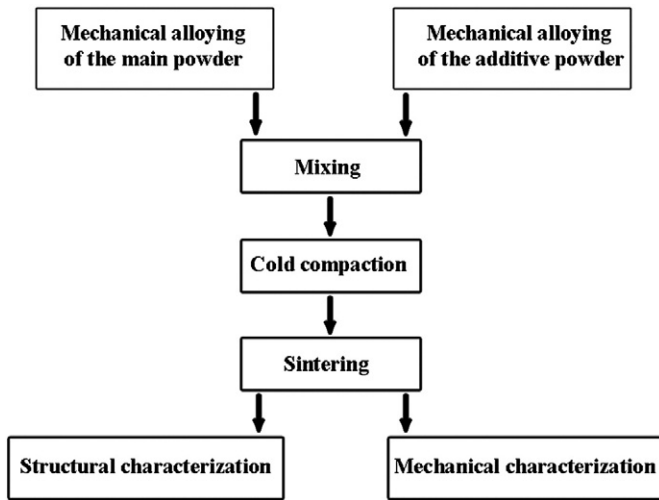 Mechanical alloying
of the main powder
Mechanical alloying
of the additive powder
Mixing
Cold compaction
Sintering
Structural characterization
Mechanical characterization